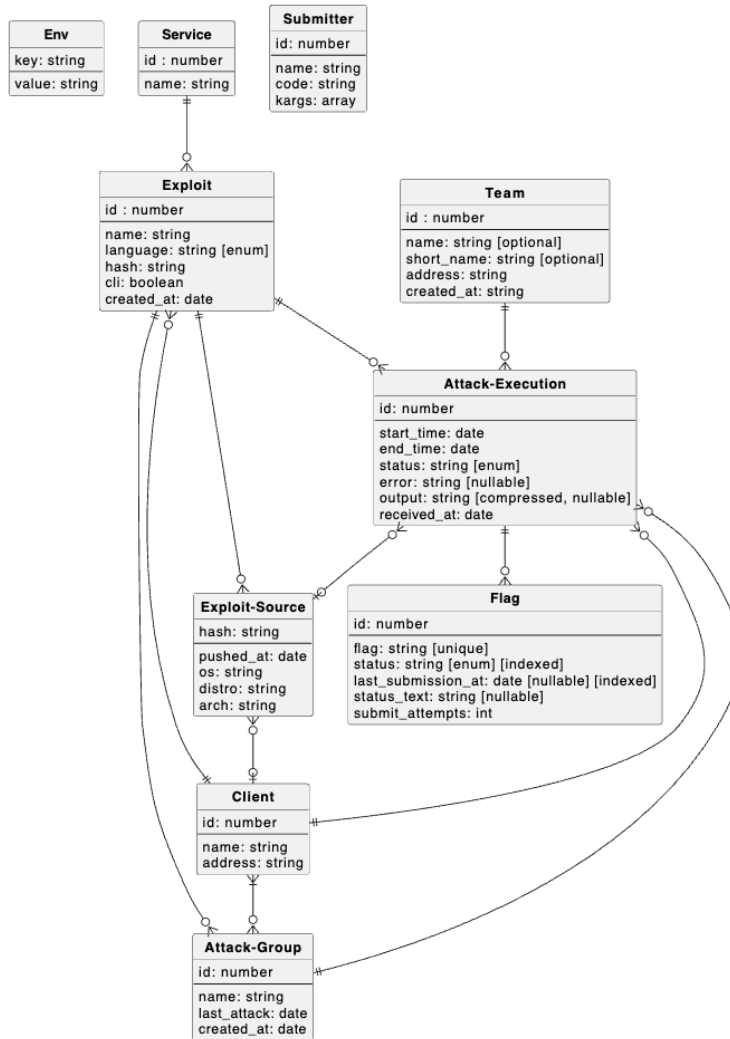 Env
key: string
value: string
Service
id : number
name: string
Submitter
id: number
name: string
code: string
kargs: array
Exploit
id : number
name: string
language: string [enum]
hash: string
cli: boolean
created_at: date
Team
id : number
name: string [optional]
short_name: string [optional]
address: string
created_at: string
Attack-Execution
id: number
start_time: date
end_time: date
status: string [enum]
error: string [nullable]
output: string [compressed, nullable]
received_at: date
Exploit-Source
hash: string
pushed_at: date
os: string
distro: string
arch: string
Flag
id: number
flag: string [unique]
status: string [enum] [indexed]
last_submission_at: date [nullable] [indexed]
status_text: string [nullable]
submit_attempts: int
Client
id: number
name: string
address: string
Attack-Group
id: number
name: string
last_attack: date
created_at: date